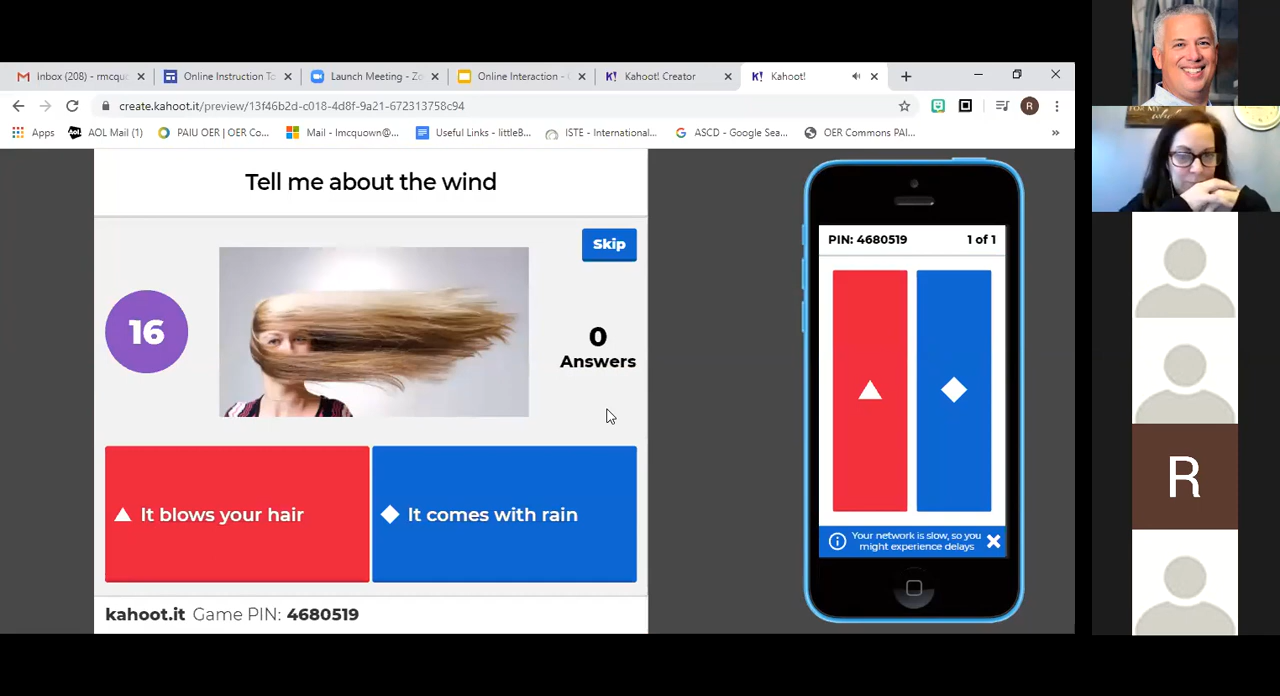 Inbox (208) - rmcqu
Online Instruction To
Launch Meeting - Zo
Online Interaction -
K! Kahoot! Creator
K! Kahoot!
create.kahoot.it/preview/13f46b2d-c018-4d8f-9a21-672313758c94
R
Apps
AOL Mail (1)
PAIU OER | OER Co...
Mail - lmcquown@...
Useful Links - littleB...
ISTE - Internationa...
ASCD - Google Sea...
OER Commons PAI...
Tell me about the wind
Skip
16
0
Answers
It blows your hair
It comes with rain
kahoot.it Game PIN: 4680519
PIN: 4680519 1 of 1
Your network is slow, so you
might experience delays
R